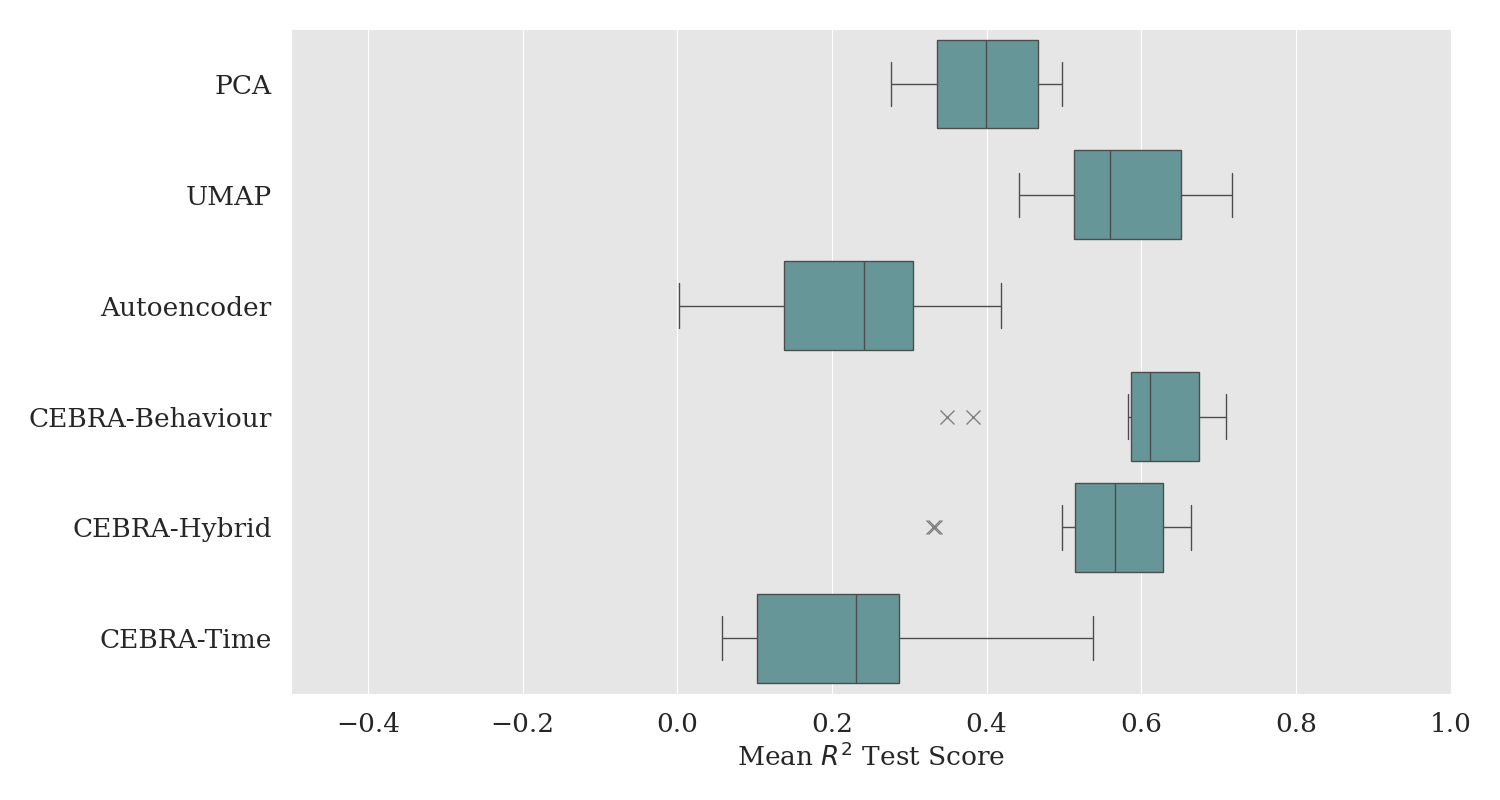 PCA
UMAP
Autoencoder
CEBRA-Behaviour
CEBRA-Hybrid
CEBRA-Time
−0.4 −0.2 0.0 0.2 0.4 0.6 0.8 1.0
Mean R² Test Score